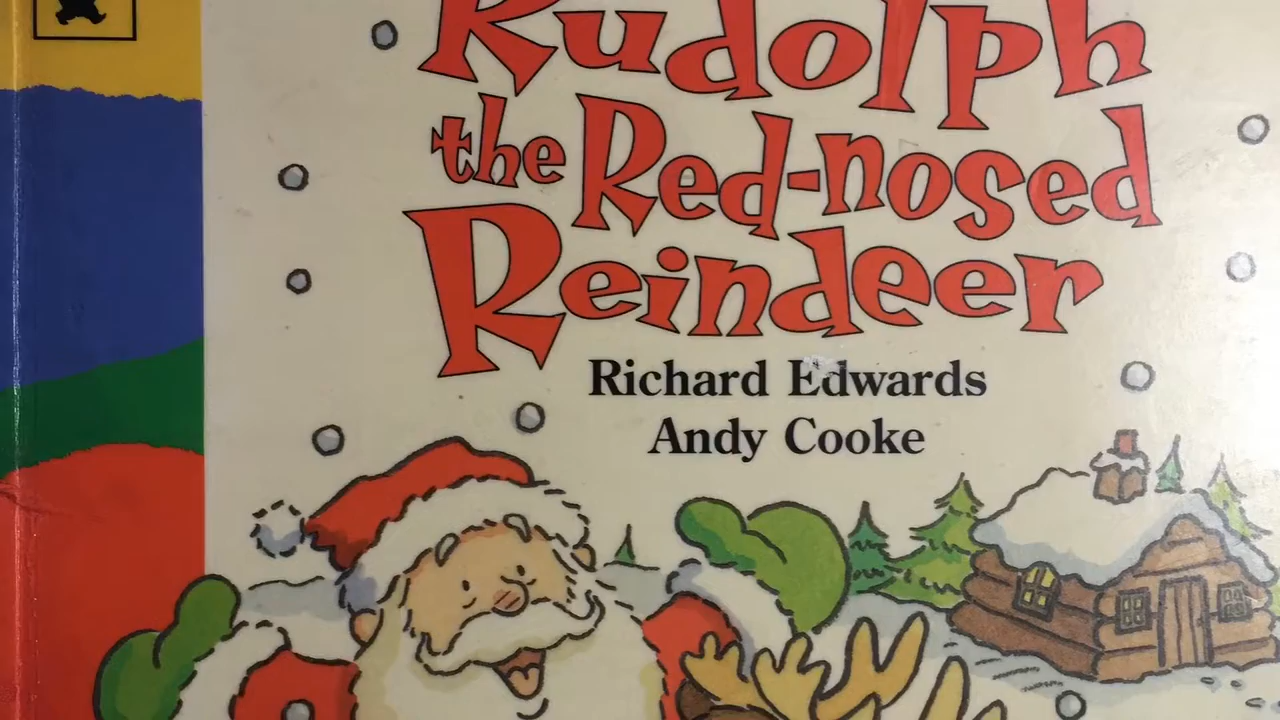 Rudolph
the Red-nosed
Reindeer
Richard Edwards
Andy Cooke